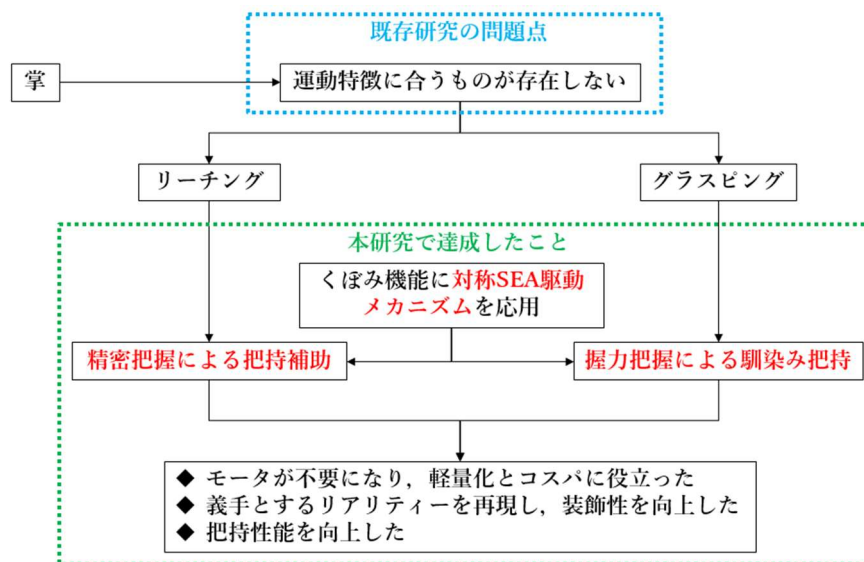 既存研究の問題点
掌
運動特徴に合うものが存在しない
リーチング
グラスピング
本研究で達成したこと
くぼみ機能に対称SEA駆動
メカニズムを応用
精密把握による把持補助
握力把握による馴染み把持
◆ モータが不要になり，軽量化とコスパに役立った
◆ 義手とするリアリティーを再現し，装飾性を向上した
◆ 把持性能を向上した